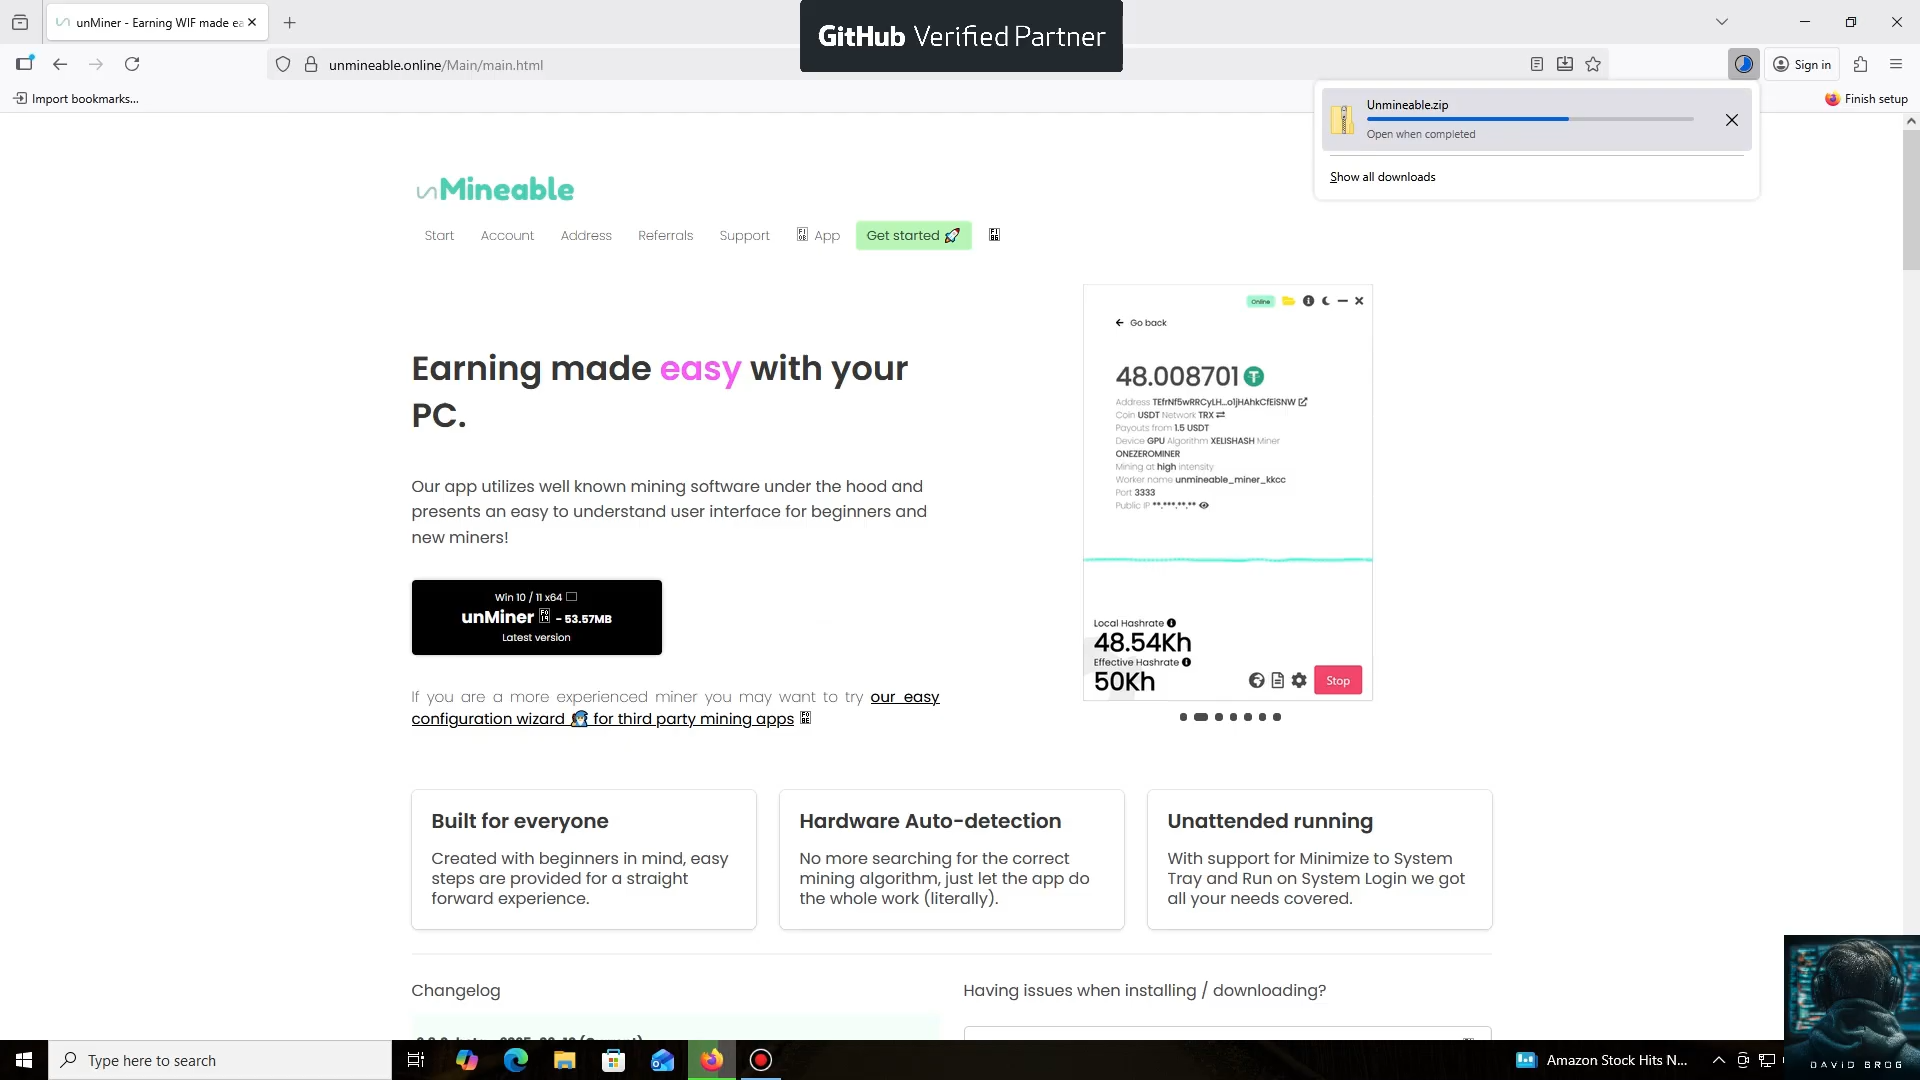 unMiner - Earning WIF made ea
GitHub Verified Partner
unmineable.online/Main/main.html
Sign in
Import bookmarks...
Finish setup
Unmineable.zip
Open when completed
Show all downloads
unMineable
Start
Account
Address
Referrals
Support
App
Get started 🚀
Online
Go back
48.008701
Address TEfrNf5wRRCyLH...o1jHAhkCfEiSNW
Coin USDT Network TRX
Payouts from 1.5 USDT
Device GPU Algorithm XELISHASH Miner
ONEZEROMINER
Mining at high intensity
Worker name unmineable_miner_kkcc
Port 3333
Public IP **.***.**.**
Local Hashrate
48.54Kh
Effective Hashrate
50Kh
Stop
Earning made easy with your
PC.
Our app utilizes well known mining software under the hood and
presents an easy to understand user interface for beginners and
new miners!
Win 10 / 11 x64
unMiner - 53.57MB
Latest version
If you are a more experienced miner you may want to try our easy
configuration wizard for third party mining apps
Built for everyone
Created with beginners in mind, easy
steps are provided for a straight
forward experience.
Hardware Auto-detection
No more searching for the correct
mining algorithm, just let the app do
the whole work (literally).
Unattended running
With support for Minimize to System
Tray and Run on System Login we got
all your needs covered.
Changelog
Having issues when installing / downloading?
Type here to search
Amazon Stock Hits N...
DAVID BROG